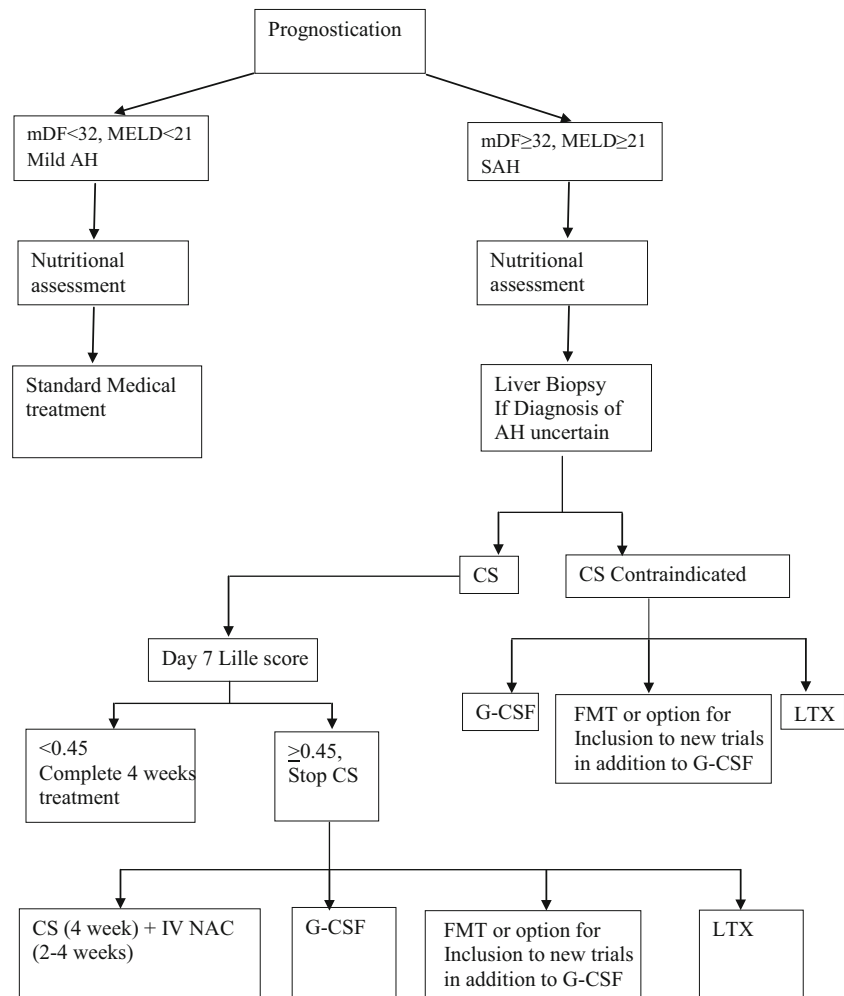 Prognostication
mDF<32, MELD<21
Mild AH
mDF≥32, MELD≥21
SAH
Nutritional
assessment
Nutritional
assessment
Standard Medical
treatment
Liver Biopsy
If Diagnosis of
AH uncertain
CS
CS Contraindicated
Day 7 Lille score
G-CSF
FMT or option for
Inclusion to new trials
in addition to G-CSF
LTX
<0.45
Complete 4 weeks
treatment
≥0.45,
Stop CS
CS (4 week) + IV NAC
(2-4 weeks)
G-CSF
FMT or option for
Inclusion to new trials
in addition to G-CSF
LTX